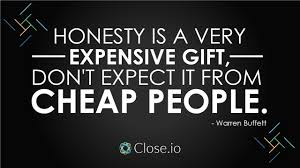 HONESTY IS A VERY
EXPENSIVE GIFT,
DON'T EXPECT IT FROM
CHEAP PEOPLE.
- Warren Buffett
Close.io